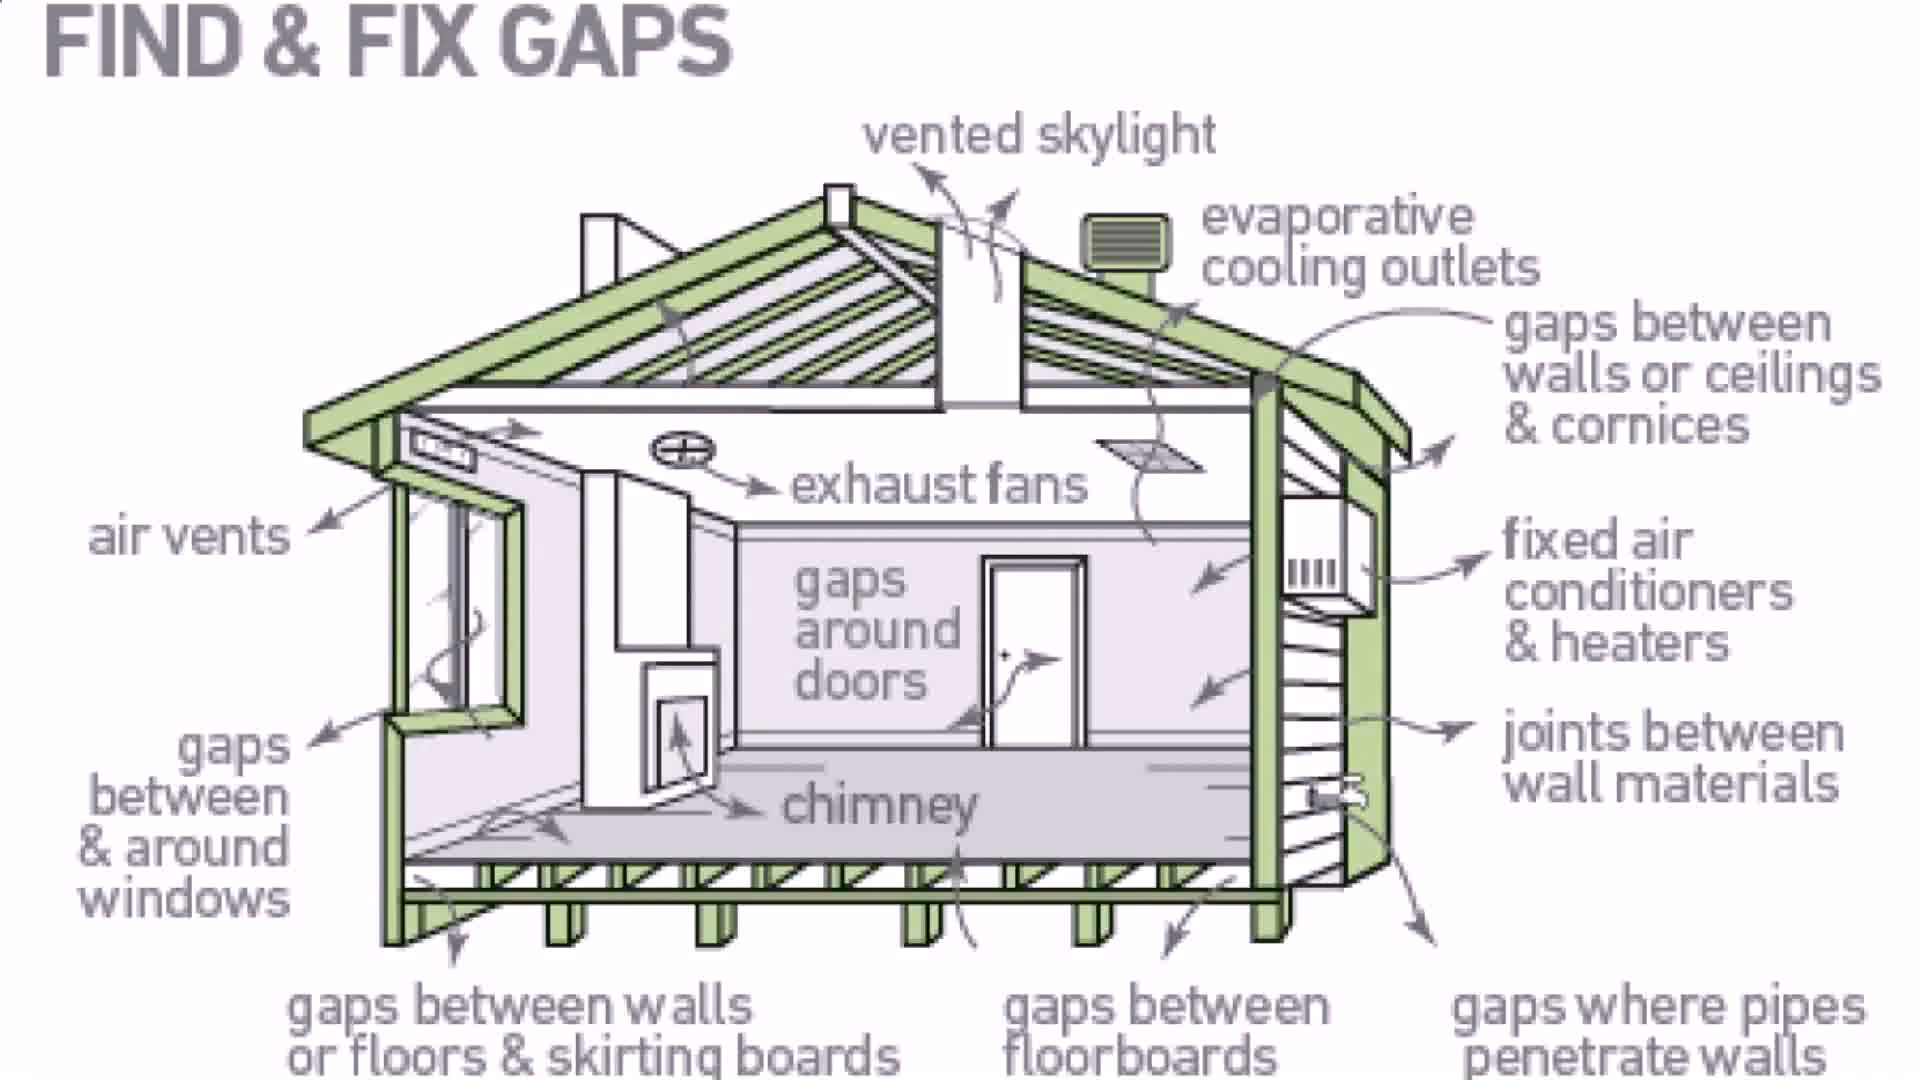 FIND & FIX GAPS
vented skylight
evaporative
cooling outlets
gaps between
walls or ceilings
& cornices
exhaust fans
air vents
fixed air
conditioners
& heaters
gaps
around
doors
gaps
between
& around
windows
joints between
wall materials
chimney
gaps between walls
or floors & skirting boards
gaps between
floorboards
gaps where pipes
penetrate walls